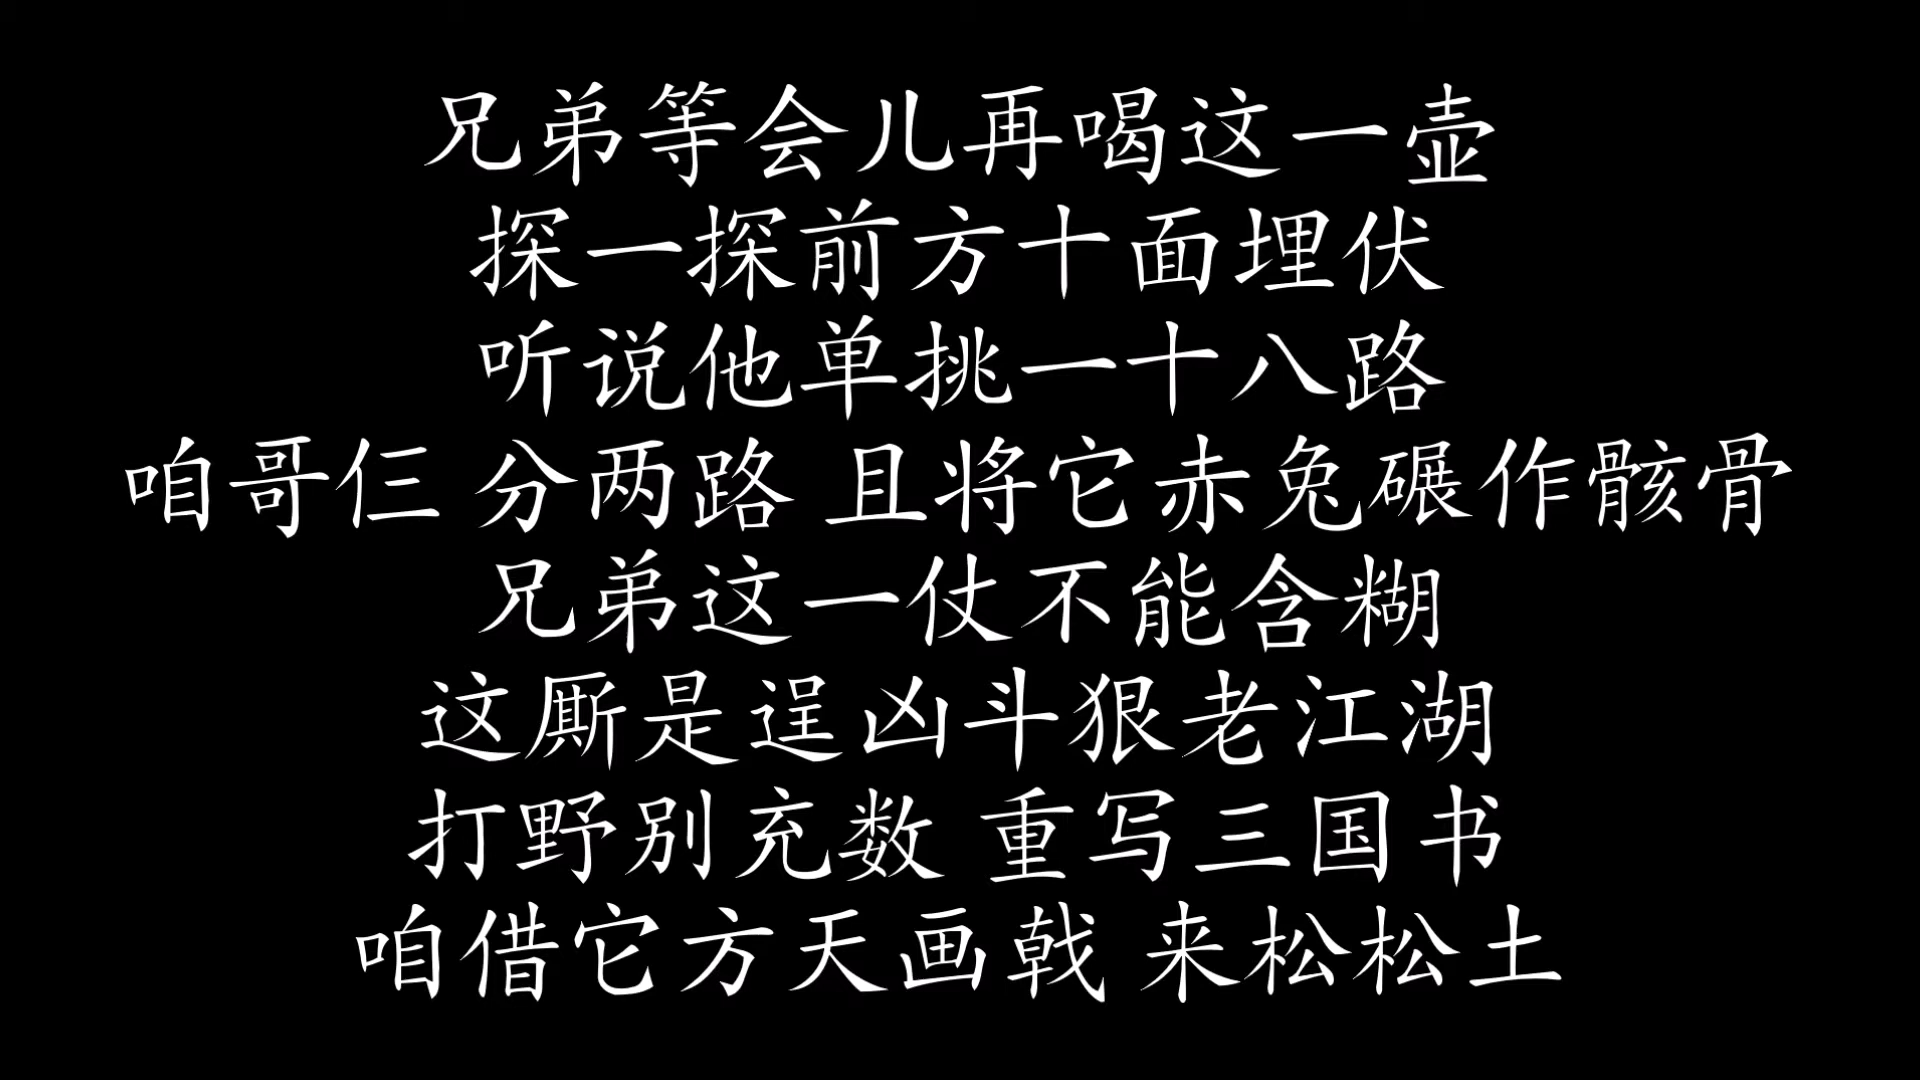 兄弟等会儿再喝这一壶
探一探前方十面埋伏
听说他单挑一十八路
咱哥仨 分两路 且将它赤兔碾作骸骨
兄弟这一仗不能含糊
这厮是逞凶斗狠老江湖
打野别充数 重写三国书
咱借它方天画戟 来松松土